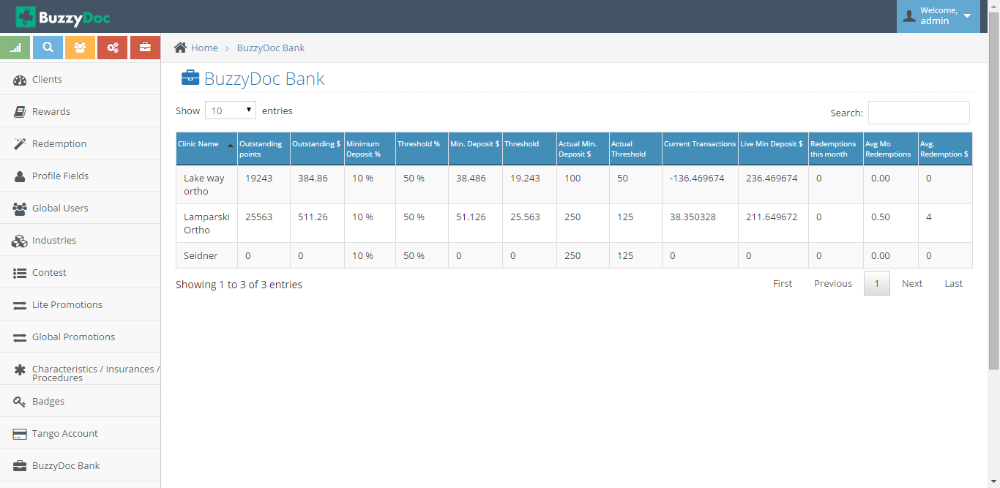 BuzzyDoc
Welcome,
admin
Home
BuzzyDoc Bank
Clients
Rewards
Redemption
Profile Fields
Global Users
Industries
Contest
Lite Promotions
Global Promotions
Characteristics / Insurances /
Procedures
Badges
Tango Account
BuzzyDoc Bank
BuzzyDoc Bank
Show 10 entries
Search:
Clinic Name Outstanding points Outstanding $ Minimum Deposit % Threshold % Min. Deposit $ Threshold Actual Min. Deposit $ Actual Threshold Current Transactions Live Min Deposit $ Redemptions this month Avg Mo Redemptions Avg. Redemption $
Lake way ortho 19243 384.86 10 % 50 % 38.486 19.243 100 50 -136.469674 236.469674 0 0.00 0
Lamparski Ortho 25563 511.26 10 % 50 % 51.126 25.563 250 125 38.350328 211.649672 0 0.50 4
Seidner 0 0 10 % 50 % 0 0 250 125 0 0 0 0.00 0
Showing 1 to 3 of 3 entries
First Previous 1 Next Last